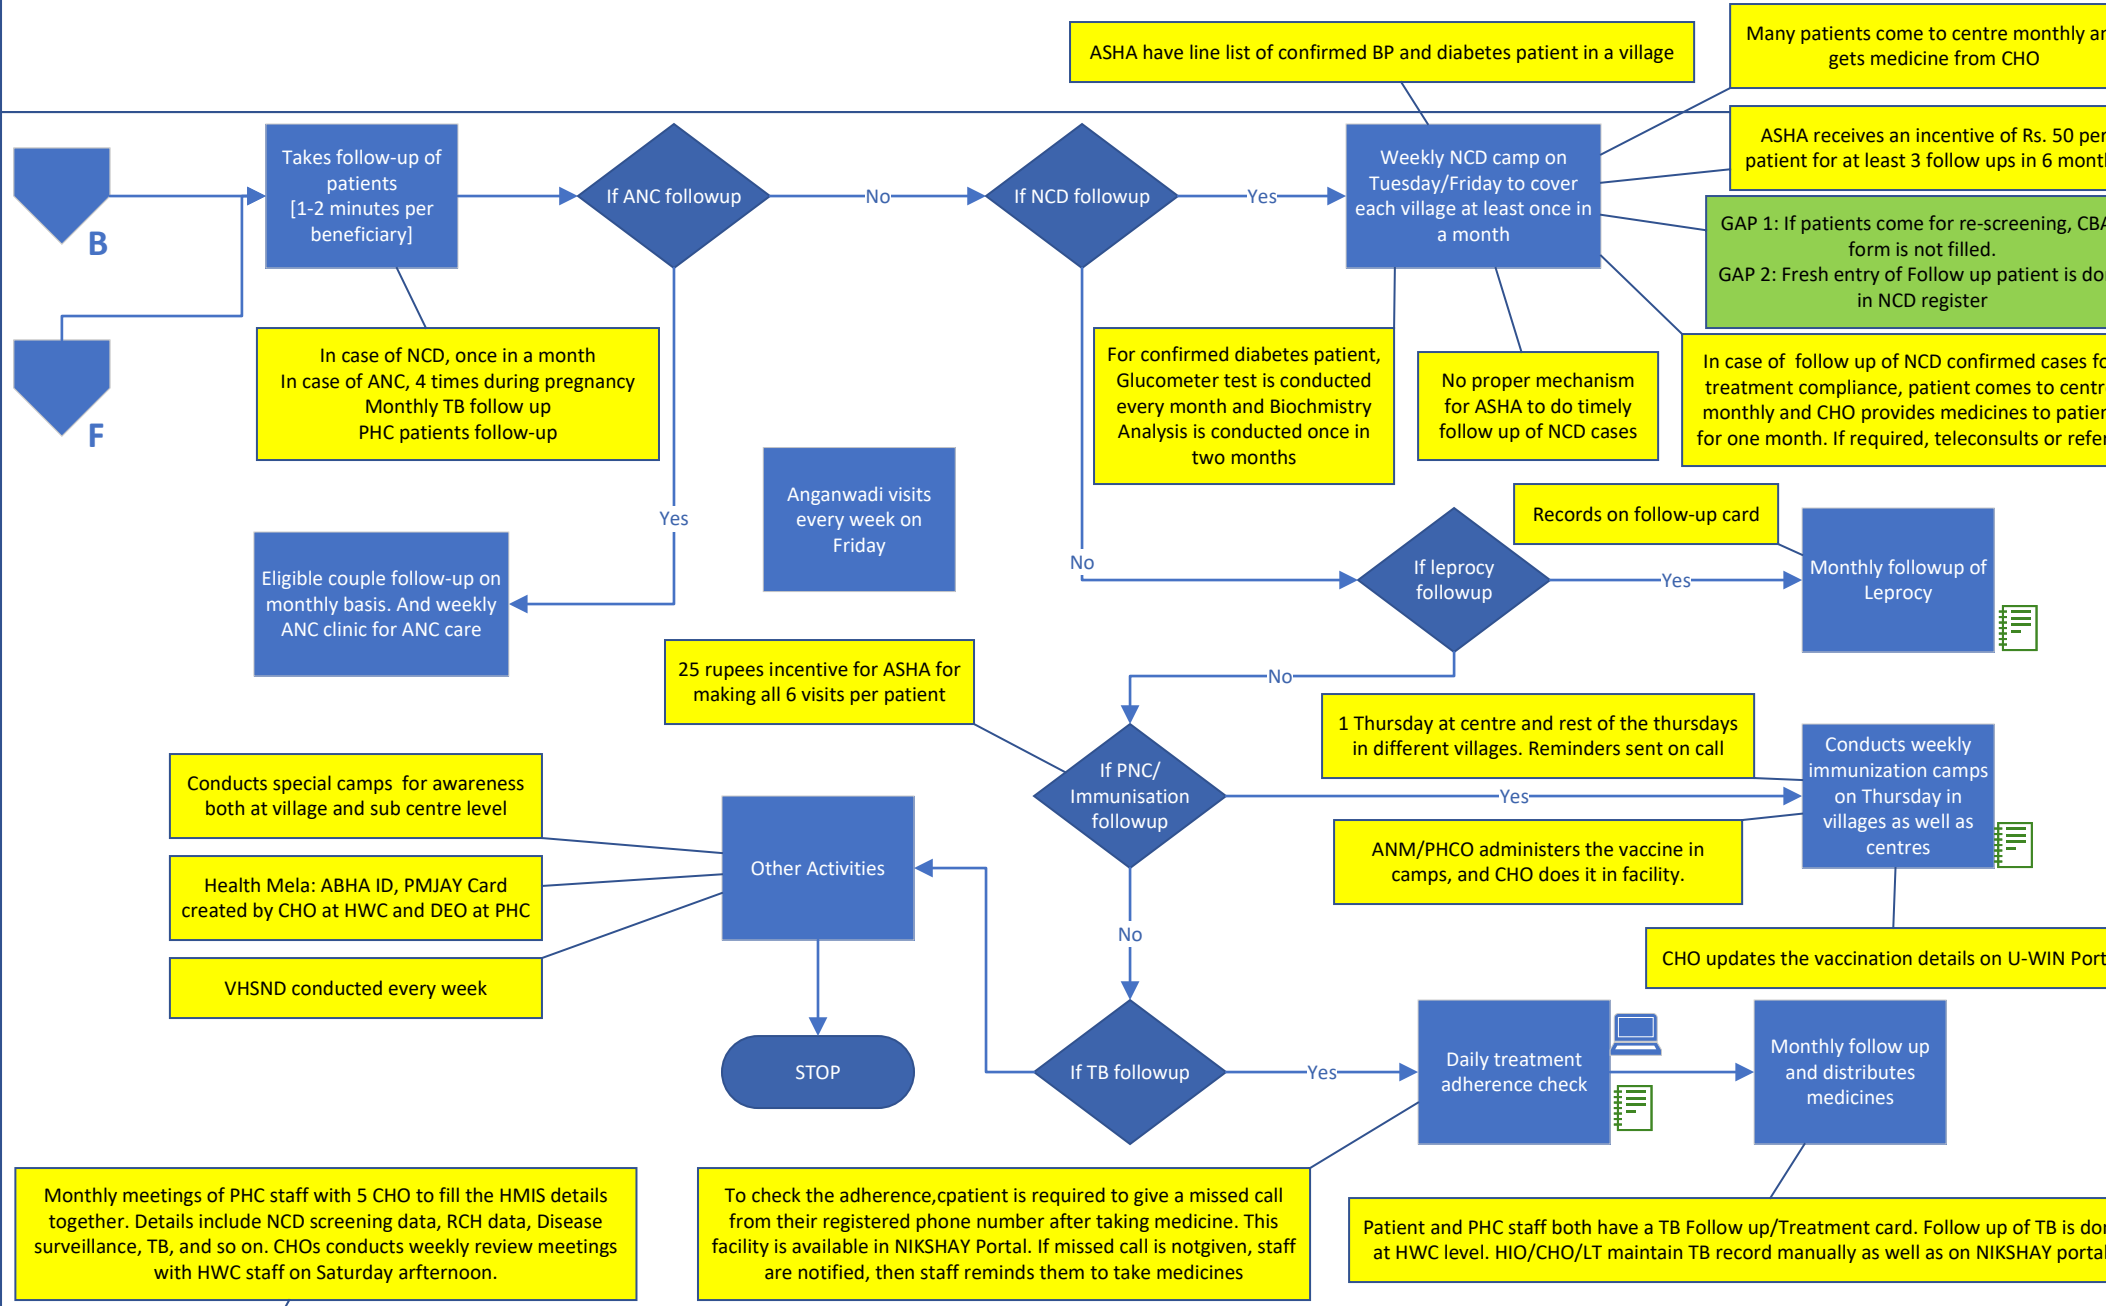 ASHA have line list of confirmed BP and diabetes patient in a village
Many patients come to centre monthly
gets medicine from CHO
B
F
Takes follow-up of
patients
[1-2 minutes per
beneficiary]
If ANC followup
No
If NCD followup
Yes
Weekly NCD camp on
Tuesday/Friday to cover
each village at least once in
a month
ASHA receives an incentive of Rs. 50 per
patient for at least 3 follow ups in 6
GAP 1: If patients come for re-screening,
form is not filled.
GAP 2: Fresh entry of Follow up patient is
in NCD register
In case of NCD, once in a month
In case of ANC, 4 times during pregnancy
Monthly TB follow up
PHC patients follow-up
For confirmed diabetes patient,
Glucometer test is conducted
every month and Biochmistry
Analysis is conducted once in
two months
No proper mechanism
for ASHA to do timely
follow up of NCD cases
In case of follow up of NCD confirmed cases
treatment compliance, patient comes to
monthly and CHO provides medicines to
for one month. If required, teleconsults or
Yes
Anganwadi visits
every week on
Friday
Eligible couple follow-up on
monthly basis. And weekly
ANC clinic for ANC care
No
Records on follow-up card
If leprocy
followup
Yes
Monthly followup of
Leprocy
25 rupees incentive for ASHA for
making all 6 visits per patient
No
1 Thursday at centre and rest of the thursdays
in different villages. Reminders sent on call
If PNC/
Immunisation
followup
Yes
Conducts weekly
immunization camps
on Thursday in
villages as well as
centres
ANM/PHCO administers the vaccine in
camps, and CHO does it in facility.
Conducts special camps for awareness
both at village and sub centre level
Health Mela: ABHA ID, PMJAY Card
created by CHO at HWC and DEO at PHC
VHSND conducted every week
Other Activities
No
CHO updates the vaccination details on U-WIN
STOP
If TB followup
Yes
Daily treatment
adherence check
Monthly follow up
and distributes
medicines
Monthly meetings of PHC staff with 5 CHO to fill the HMIS details
together. Details include NCD screening data, RCH data, Disease
surveillance, TB, and so on. CHOs conducts weekly review meetings
with HWC staff on Saturday arfternoon.
To check the adherence,cpatient is required to give a missed call
from their registered phone number after taking medicine. This
facility is available in NIKSHAY Portal. If missed call is notgiven, staff
are notified, then staff reminds them to take medicines
Patient and PHC staff both have a TB Follow up/Treatment card. Follow up of TB is
at HWC level. HIO/CHO/LT maintain TB record manually as well as on NIKSHAY portal